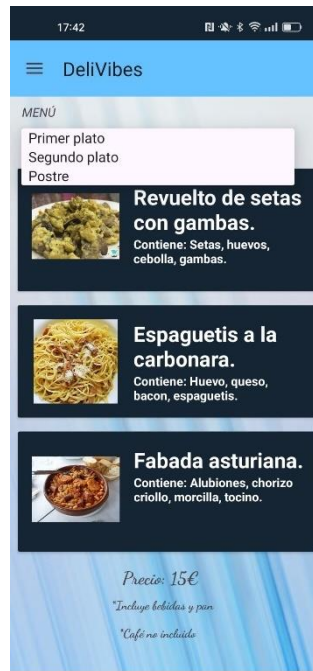 17:42
DeliVibes
MENÚ
Primer plato
Segundo plato
Postre
Revuelto de setas
con gambas.
Contiene: Setas, huevos,
cebolla, gambas.
Espaguetis a la
carbonara.
Contiene: Huevo, queso,
bacon, espaguetis.
Fabada asturiana.
Contiene: Alubiones, chorizo
criollo, morcilla, tocino.
Precio: 15€
*Incluye bebidas y pan
*Café no incluido